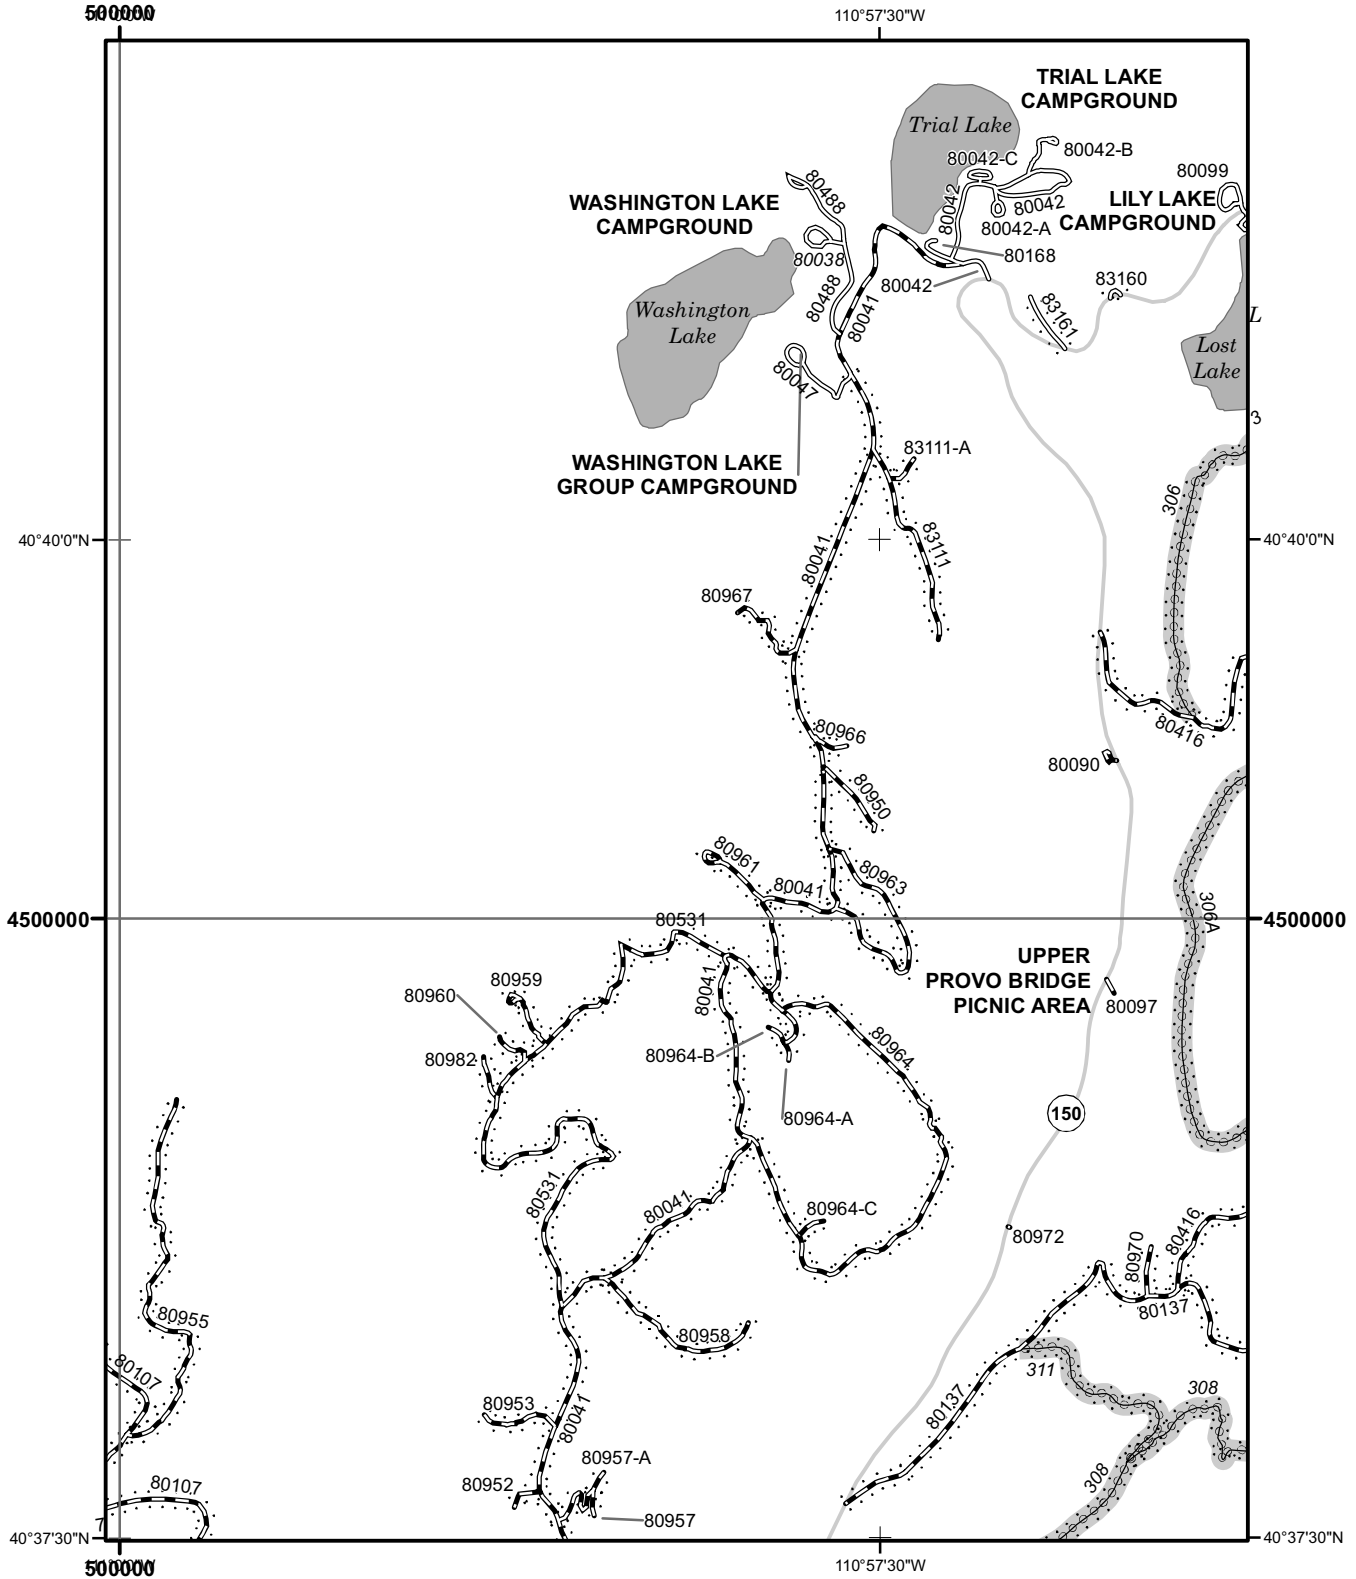 500000
110°57'30"W
TRIAL LAKE
CAMPGROUND
Trial Lake
80042-B
80042-C
80099
80488
WASHINGTON LAKE
CAMPGROUND
80042
80042
LILY LAKE
CAMPGROUND
80042-A
80038
80168
80042
83160
80488
80041
83161
Washington
Lake
L
Lost
Lake
80047
3
83111-A
WASHINGTON LAKE
GROUP CAMPGROUND
306
40°40'0"N
40°40'0"N
80041
83111
80967
80966
80416
80090
80950
80961
80963
80041
306A
4500000
4500000
80531
UPPER
PROVO BRIDGE
PICNIC AREA
80959
80041
80960
80097
80964
80982
80964-B
150
80964-A
80531
80041
80964-C
80416
80972
80970
80137
80955
80958
80107
311
308
80953
80137
80041
80957-A
80952
80107
308
80957
7
40°37'30"N
40°37'30"N
500000
110°57'30"W